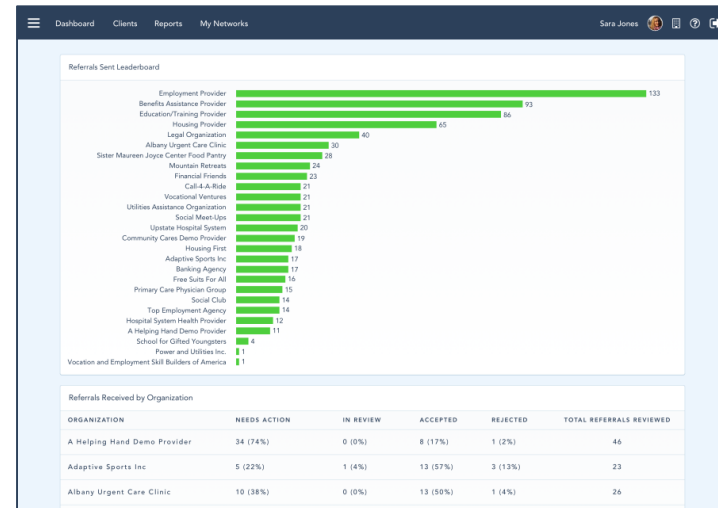 Dashboard Clients Reports My Networks Sara Jones
Referrals Sent Leaderboard
Employment Provider 133
Benefits Assistance Provider 93
Education/Training Provider 86
Housing Provider 65
Legal Organization 40
Albany Urgent Care Clinic 30
Sister Maureen Joyce Center Food Pantry 28
Mountain Retreats 24
Financial Friends 23
Call-4-A-Ride 21
Vocational Ventures 21
Utilities Assistance Organization 21
Social Meet-Ups 21
Upstate Hospital System 20
Community Cares Demo Provider 19
Housing First 18
Adaptive Sports Inc 17
Banking Agency 17
Free Suits For All 16
Primary Care Physician Group 15
Social Club 14
Top Employment Agency 14
Hospital System Health Provider 12
A Helping Hand Demo Provider 11
School for Gifted Youngsters 4
Power and Utilities Inc. 1
Vocation and Employment Skill Builders of America 1
Referrals Received by Organization
ORGANIZATION NEEDS ACTION IN REVIEW ACCEPTED REJECTED TOTAL REFERRALS REVIEWED
A Helping Hand Demo Provider 34 (74%) 0 (0%) 8 (17%) 1 (2%) 46
Adaptive Sports Inc 5 (22%) 1 (4%) 13 (57%) 3 (13%) 23
Albany Urgent Care Clinic 10 (38%) 0 (0%) 13 (50%) 1 (4%) 26